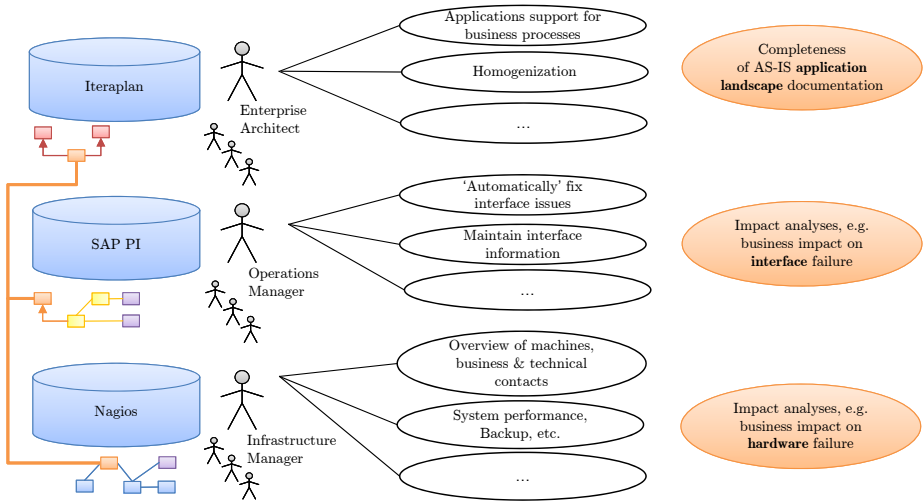 Applications support for
business processes
Iteraplan
Enterprise
Architect
Homogenization
...
Completeness
of AS-IS application
landscape documentation
SAP PI
Operations
Manager
‘Automatically’ fix
interface issues
Maintain interface
information
...
Impact analyses, e.g.
business impact on
interface failure
Nagios
Infrastructure
Manager
Overview of machines,
business & technical
contacts
System performance,
Backup, etc.
...
Impact analyses, e.g.
business impact on
hardware failure